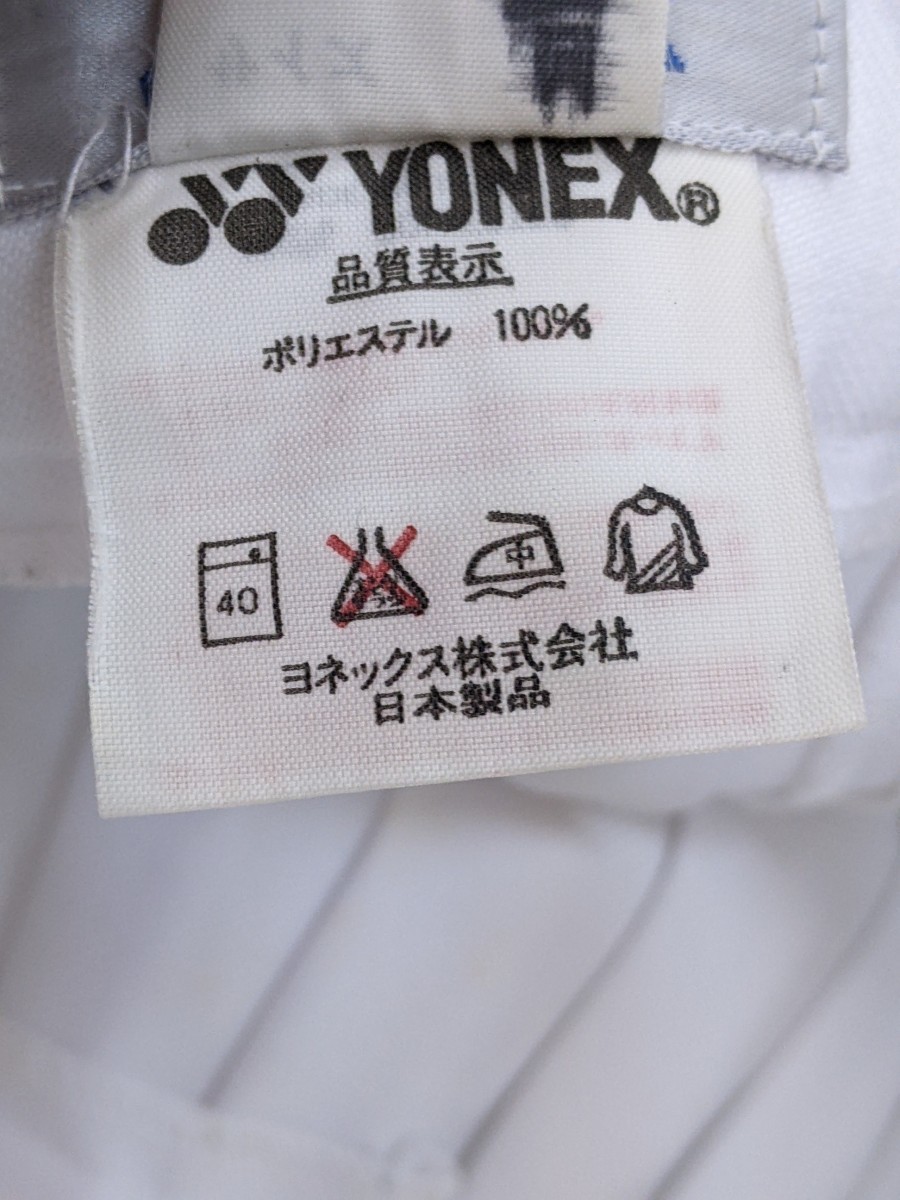 YONEX®
品質表示
ポリエステル 100%
40
中
ヨネックス株式会社
日本製品